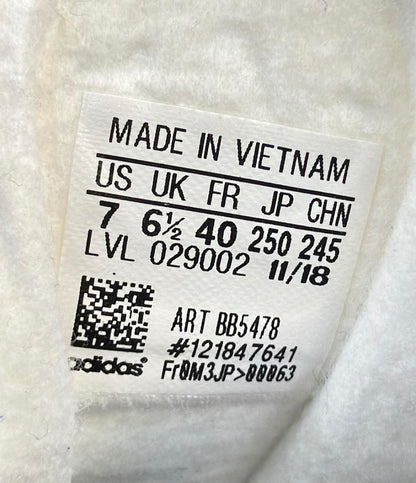 MADE IN VIETNAM
US UK FR JP CHN
7 6½ 40 250 245
LVL 029002 11/18
ART BB5478
#121847641
adidas® Fr0M3JP>00063